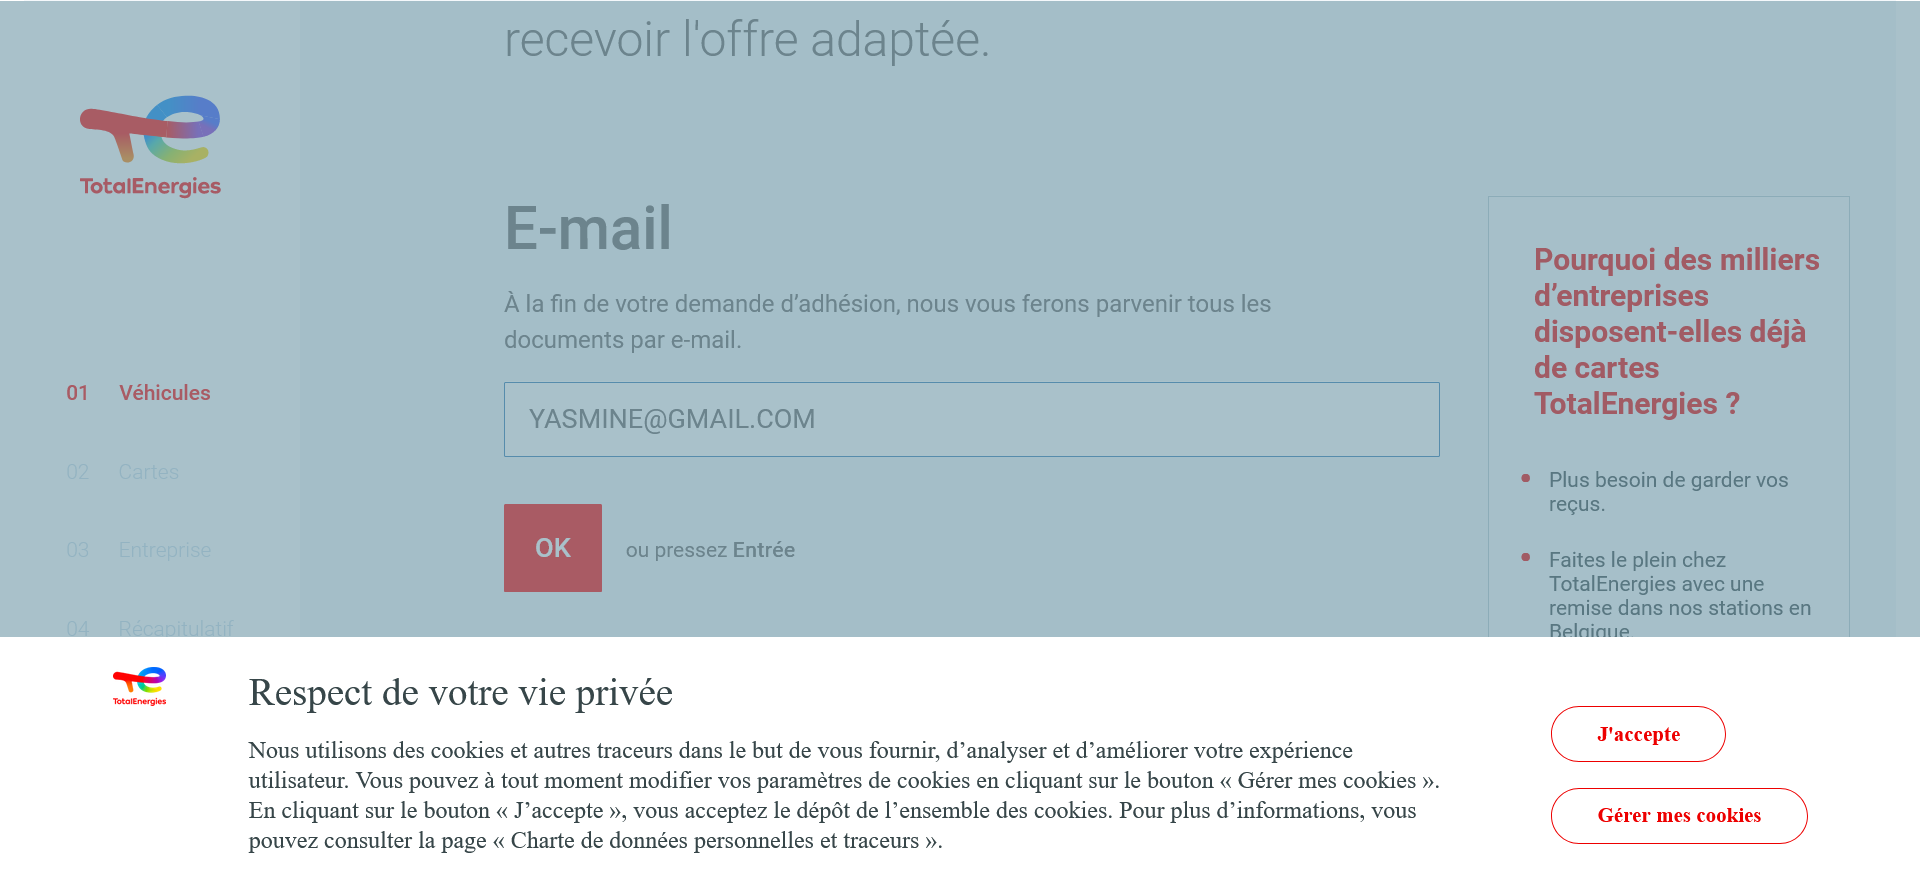 recevoir l'offre adaptée.
TotalEnergies
E-mail
À la fin de votre demande d’adhésion, nous vous ferons parvenir tous les
documents par e-mail.
YASMINE@GMAIL.COM
OK
ou pressez Entrée
01 Véhicules
02 Cartes
03 Entreprise
04 Récapitulatif
Pourquoi des milliers
d’entreprises
disposent-elles déjà
de cartes
TotalEnergies ?
Plus besoin de garder vos
reçus.
Faites le plein chez
TotalEnergies avec une
remise dans nos stations en
Belgique.
TotalEnergies
Respect de votre vie privée
Nous utilisons des cookies et autres traceurs dans le but de vous fournir, d’analyser et d’améliorer votre expérience
utilisateur. Vous pouvez à tout moment modifier vos paramètres de cookies en cliquant sur le bouton « Gérer mes cookies ».
En cliquant sur le bouton « J’accepte », vous acceptez le dépôt de l’ensemble des cookies. Pour plus d’informations, vous
pouvez consulter la page « Charte de données personnelles et traceurs ».
J'accepte
Gérer mes cookies